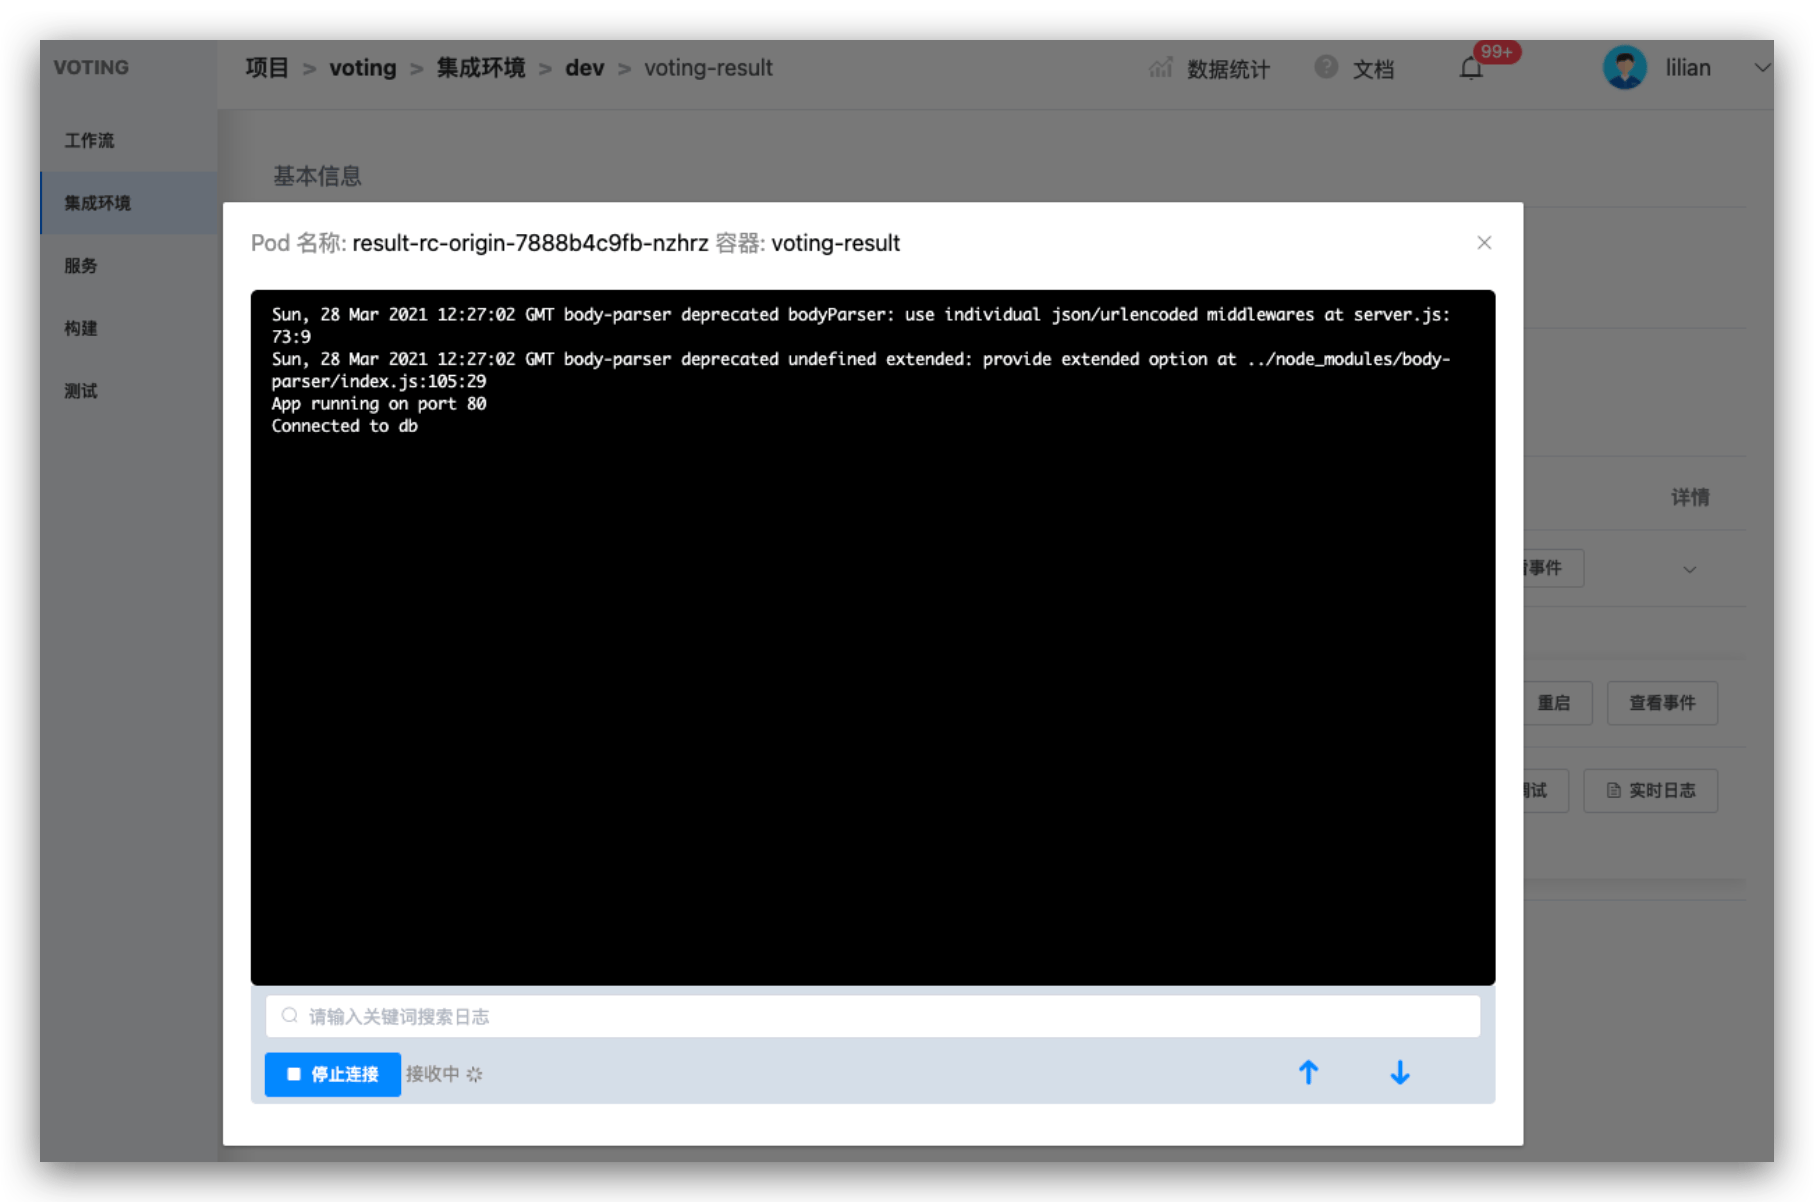 VOTING
项目 > voting > 集成环境 > dev > voting-result
数据统计
文档
99+
lilian
工作流
集成环境
服务
构建
测试
基本信息
Pod 名称: result-rc-origin-7888b4c9fb-nzhrz 容器: voting-result
Sun, 28 Mar 2021 12:27:02 GMT body-parser deprecated bodyParser: use individual json/urlencoded middlewares at server.js:
73:9
Sun, 28 Mar 2021 12:27:02 GMT body-parser deprecated undefined extended: provide extended option at ../node_modules/body-
parser/index.js:105:29
App running on port 80
Connected to db
详情
事件
重启
查看事件
试
实时日志
请输入关键词搜索日志
停止连接
接收中